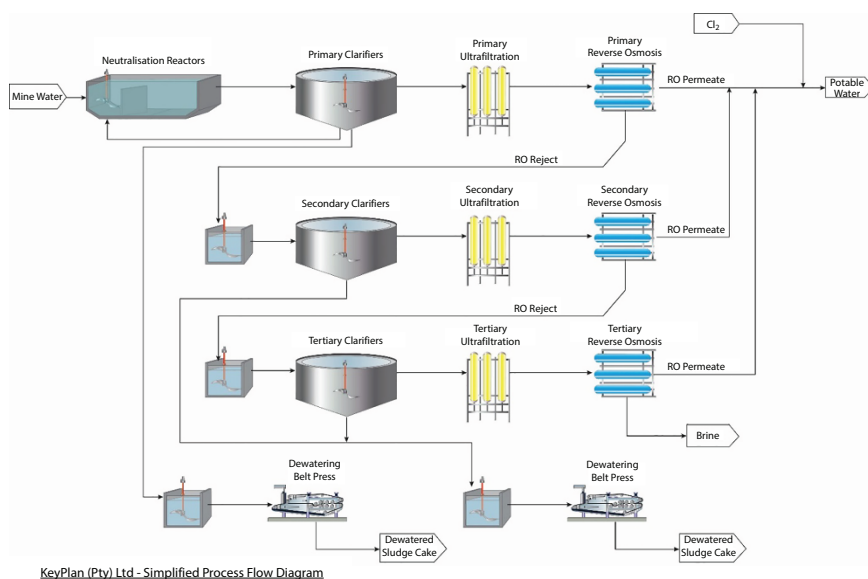 Cl₂
Neutralisation Reactors
Primary Clarifiers
Primary
Ultrafiltration
Primary
Reverse Osmosis
RO Permeate
Mine Water
Potable
Water
RO Reject
Secondary Clarifiers
Secondary
Ultrafiltration
Secondary
Reverse Osmosis
RO Permeate
RO Reject
Tertiary Clarifiers
Tertiary
Ultrafiltration
Tertiary
Reverse Osmosis
RO Permeate
Brine
Dewatering
Belt Press
Dewatering
Belt Press
Dewatered
Sludge Cake
Dewatered
Sludge Cake
KeyPlan (Pty) Ltd - Simplified Process Flow Diagram